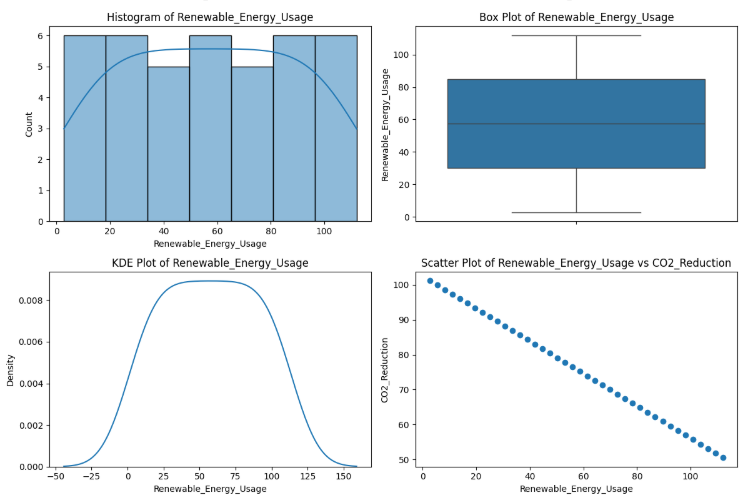 Histogram of Renewable_Energy_Usage
6
5
4
3
2
1
0
Count
0 20 40 60 80 100
Renewable_Energy_Usage
Box Plot of Renewable_Energy_Usage
100
80
60
40
20
0
Renewable_Energy_Usage
KDE Plot of Renewable_Energy_Usage
0.008
0.006
0.004
0.002
0.000
Density
−50 −25 0 25 50 75 100 125 150
Renewable_Energy_Usage
Scatter Plot of Renewable_Energy_Usage vs CO2_Reduction
100
90
80
70
60
50
CO2_Reduction
0 20 40 60 80 100
Renewable_Energy_Usage